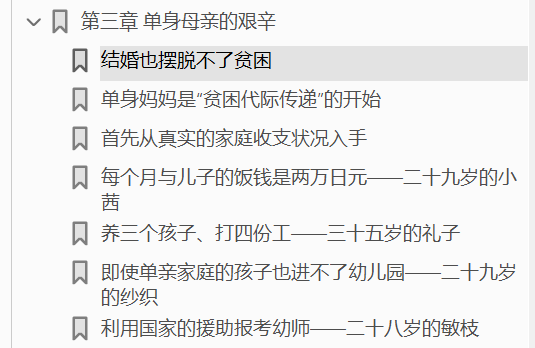 第三章 单身母亲的艰辛
结婚也摆脱不了贫困
单身妈妈是“贫困代际传递”的开始
首先从真实的家庭收支状况入手
每个月与儿子的饭钱是两万日元——二十九岁的小
茜
养三个孩子、打四份工——三十五岁的礼子
即使单亲家庭的孩子也进不了幼儿园——二十九岁
的纱织
利用国家的援助报考幼师——二十八岁的敏枝